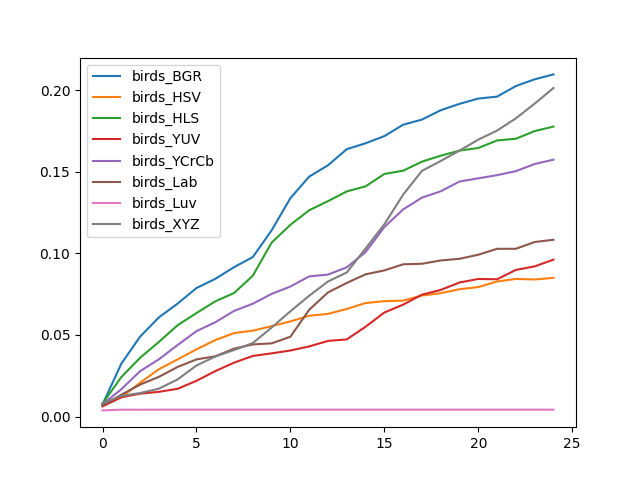 birds_BGR
birds_HSV
birds_HLS
birds_YUV
birds_YCrCb
birds_Lab
birds_Luv
birds_XYZ
0.20
0.15
0.10
0.05
0.00
0 5 10 15 20 25